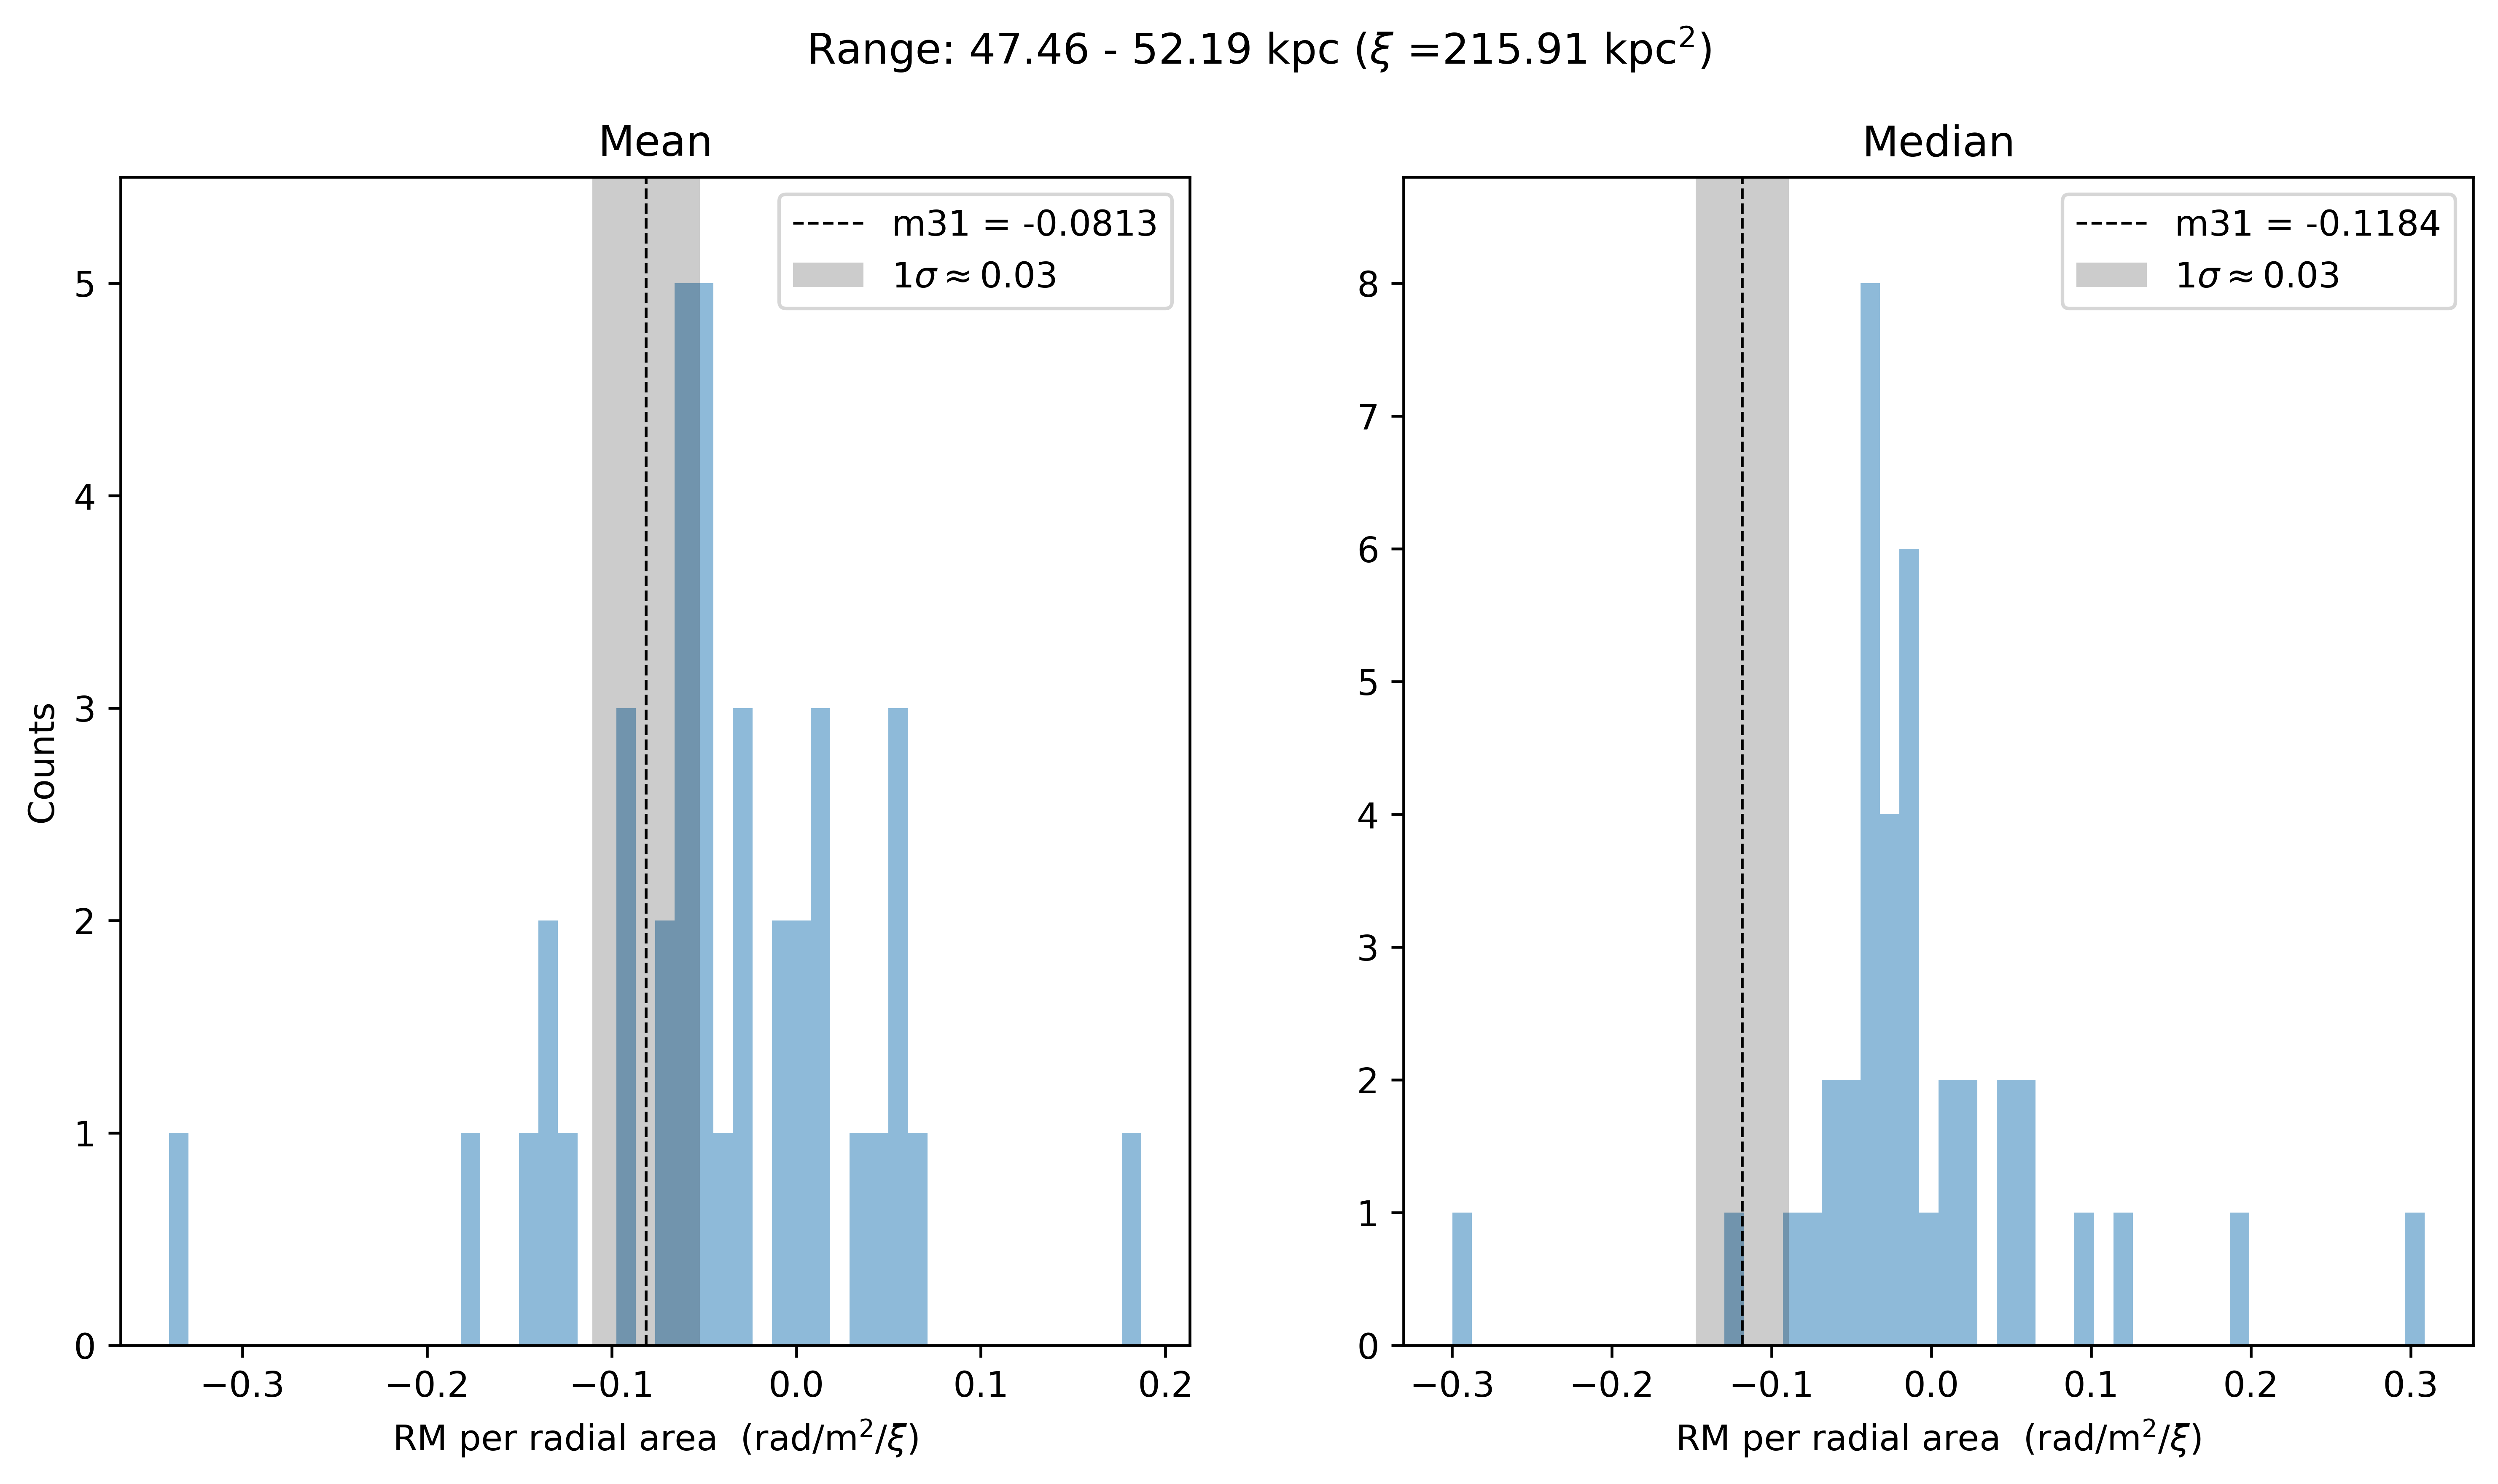 Range: 47.46 - 52.19 kpc (ξ =215.91 kpc²)
Mean
m31 = -0.0813
1σ ≈ 0.03
5
4
3
2
1
0
Counts
−0.3 −0.2 −0.1 0.0 0.1 0.2
RM per radial area (rad/m²/ξ)
Median
m31 = -0.1184
1σ ≈ 0.03
8
7
6
5
4
3
2
1
0
−0.3 −0.2 −0.1 0.0 0.1 0.2 0.3
RM per radial area (rad/m²/ξ)